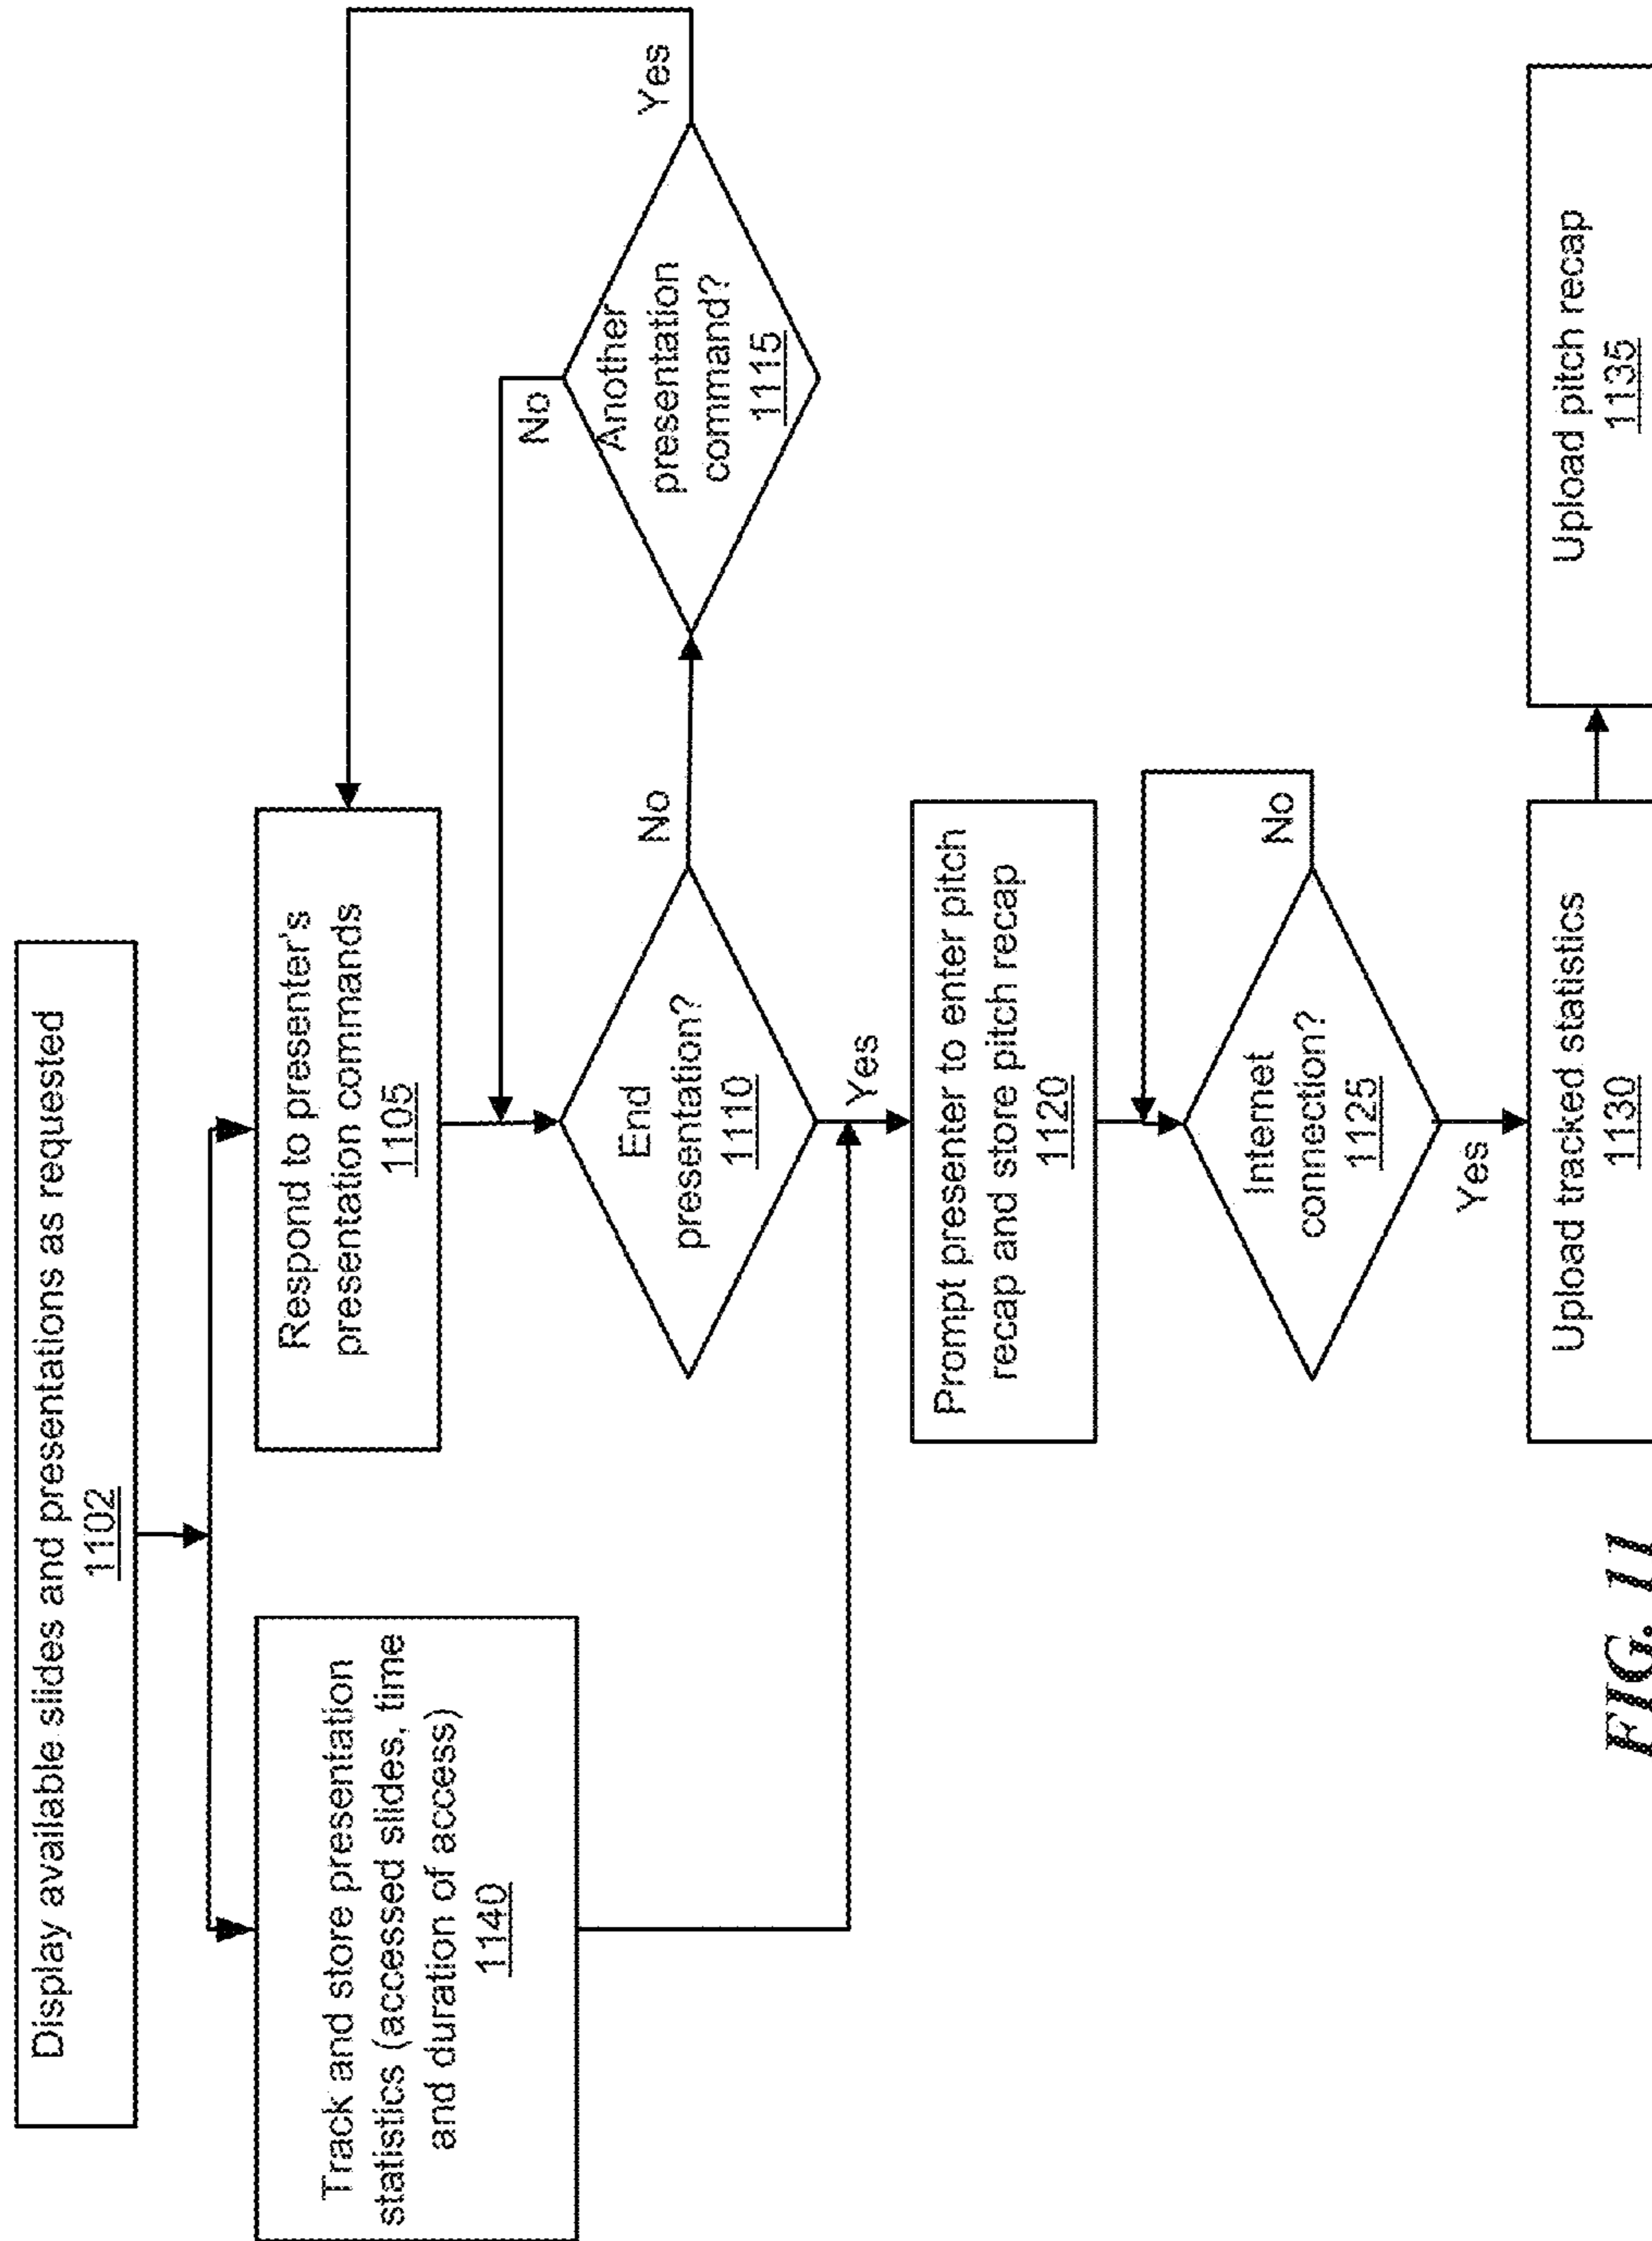 Display available slides and presentations as requested
1102
Track and store presentation
statistics (accessed slides, time
and duration of access)
1140
Respond to presenter's
presentation commands
1105
End
presentation?
1110
No
Another
presentation
command?
1115
No
Yes
Yes
Prompt presenter to enter pitch
recap and store pitch recap
1120
Internet
connection?
1125
No
Yes
Upload tracked statistics
1130
Upload pitch recap
1135
FIG. 11